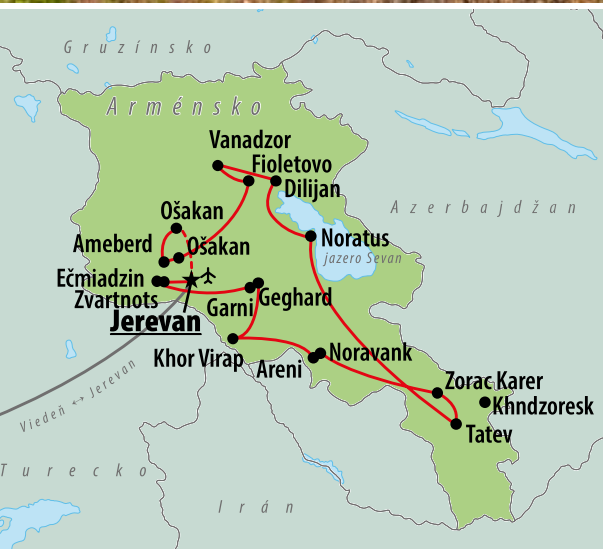 Gruzínsko
Arménsko
Vanadzor
Fioletovo
Dilijan
Azerbajdžan
Ošakan
Ameberd
Ošakan
Noratus
jazero Sevan
Ečmiadzin
Zvartnots
Garni
Geghard
Jerevan
Khor Virap
Areni
Noravank
Zorac Karer
Khndzoresk
Tatev
Viedeň ↔ Jerevan
Turecko
Irán